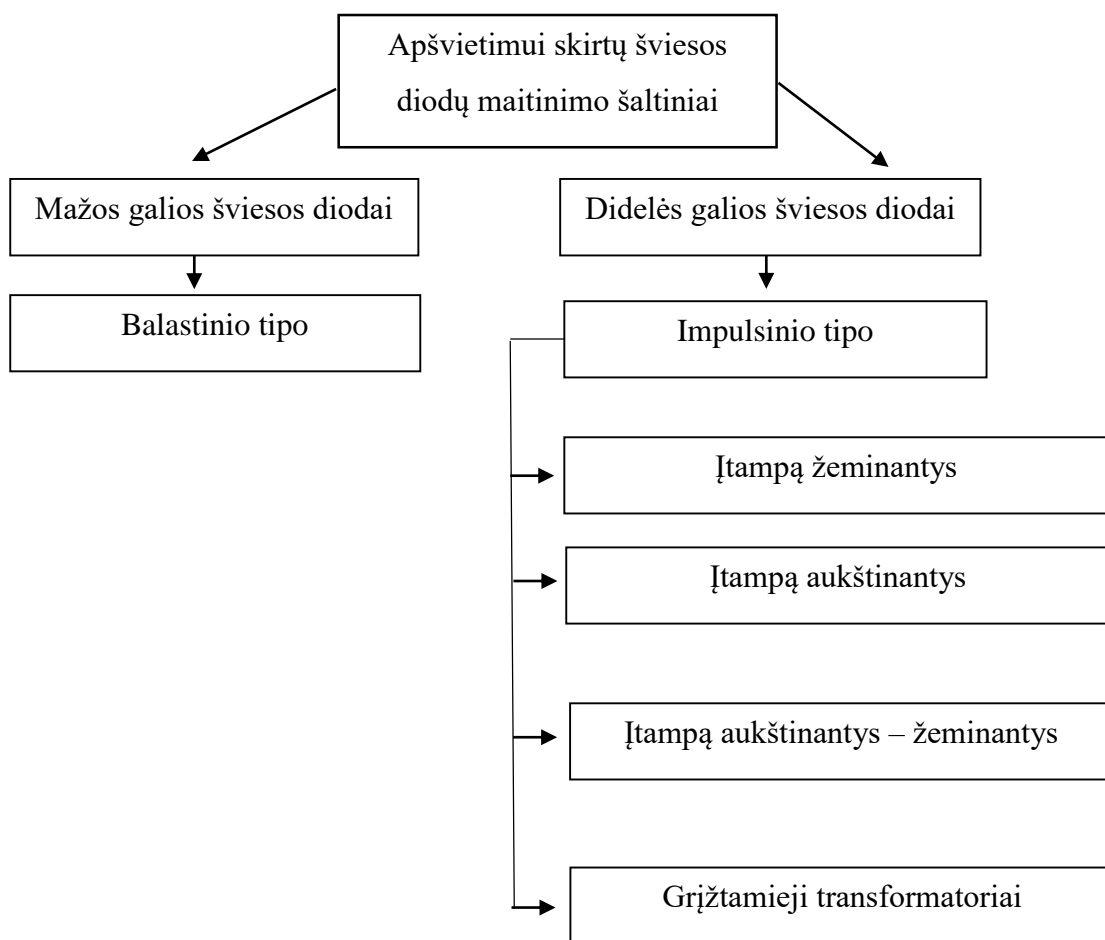 Apšvietimui skirtų šviesos
diodų maitinimo šaltiniai
Mažos galios šviesos diodai
Didelės galios šviesos diodai
Balastinio tipo
Impulsinio tipo
Įtampą žeminantys
Įtampą aukštinantys
Įtampą aukštinantys – žeminantys
Grįžtamieji transformatoriai